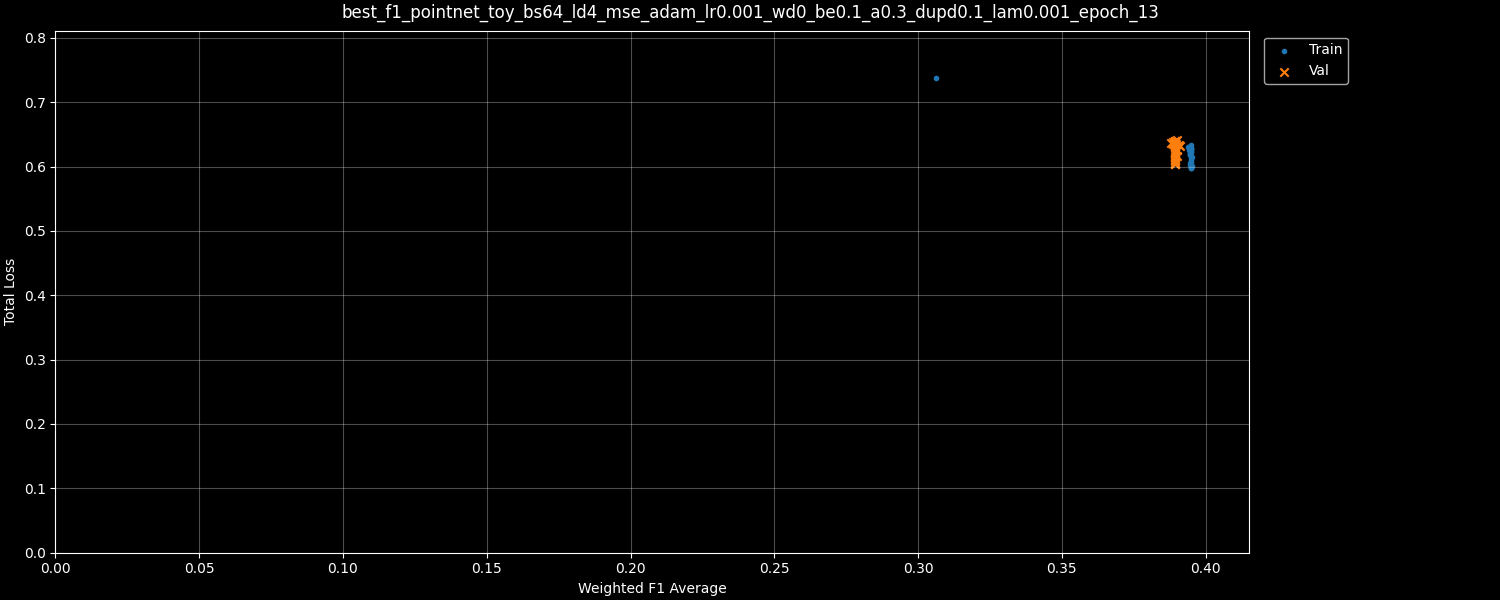 best_f1_pointnet_toy_bs64_ld4_mse_adam_lr0.001_wd0_be0.1_a0.3_dupd0.1_lam0.001_epoch_13
Train
Val
0.8
0.7
0.6
0.5
0.4
0.3
0.2
0.1
0.0
Total Loss
0.00 0.05 0.10 0.15 0.20 0.25 0.30 0.35 0.40
Weighted F1 Average